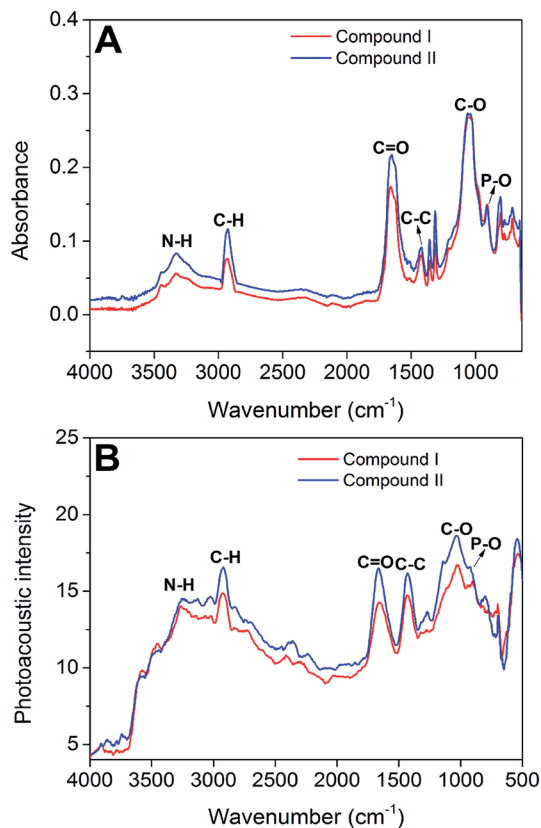 A
Compound I
Compound II
Absorbance
0.4
0.3
0.2
0.1
0.0
N-H
C-H
C=O
C-C
C-O
P-O
4000 3500 3000 2500 2000 1500 1000
Wavenumber (cm-1)
B
Compound I
Compound II
Photoacoustic intensity
25
20
15
10
5
N-H
C-H
C=O
C-C
C-O
P-O
4000 3500 3000 2500 2000 1500 1000 500
Wavenumber (cm-1)